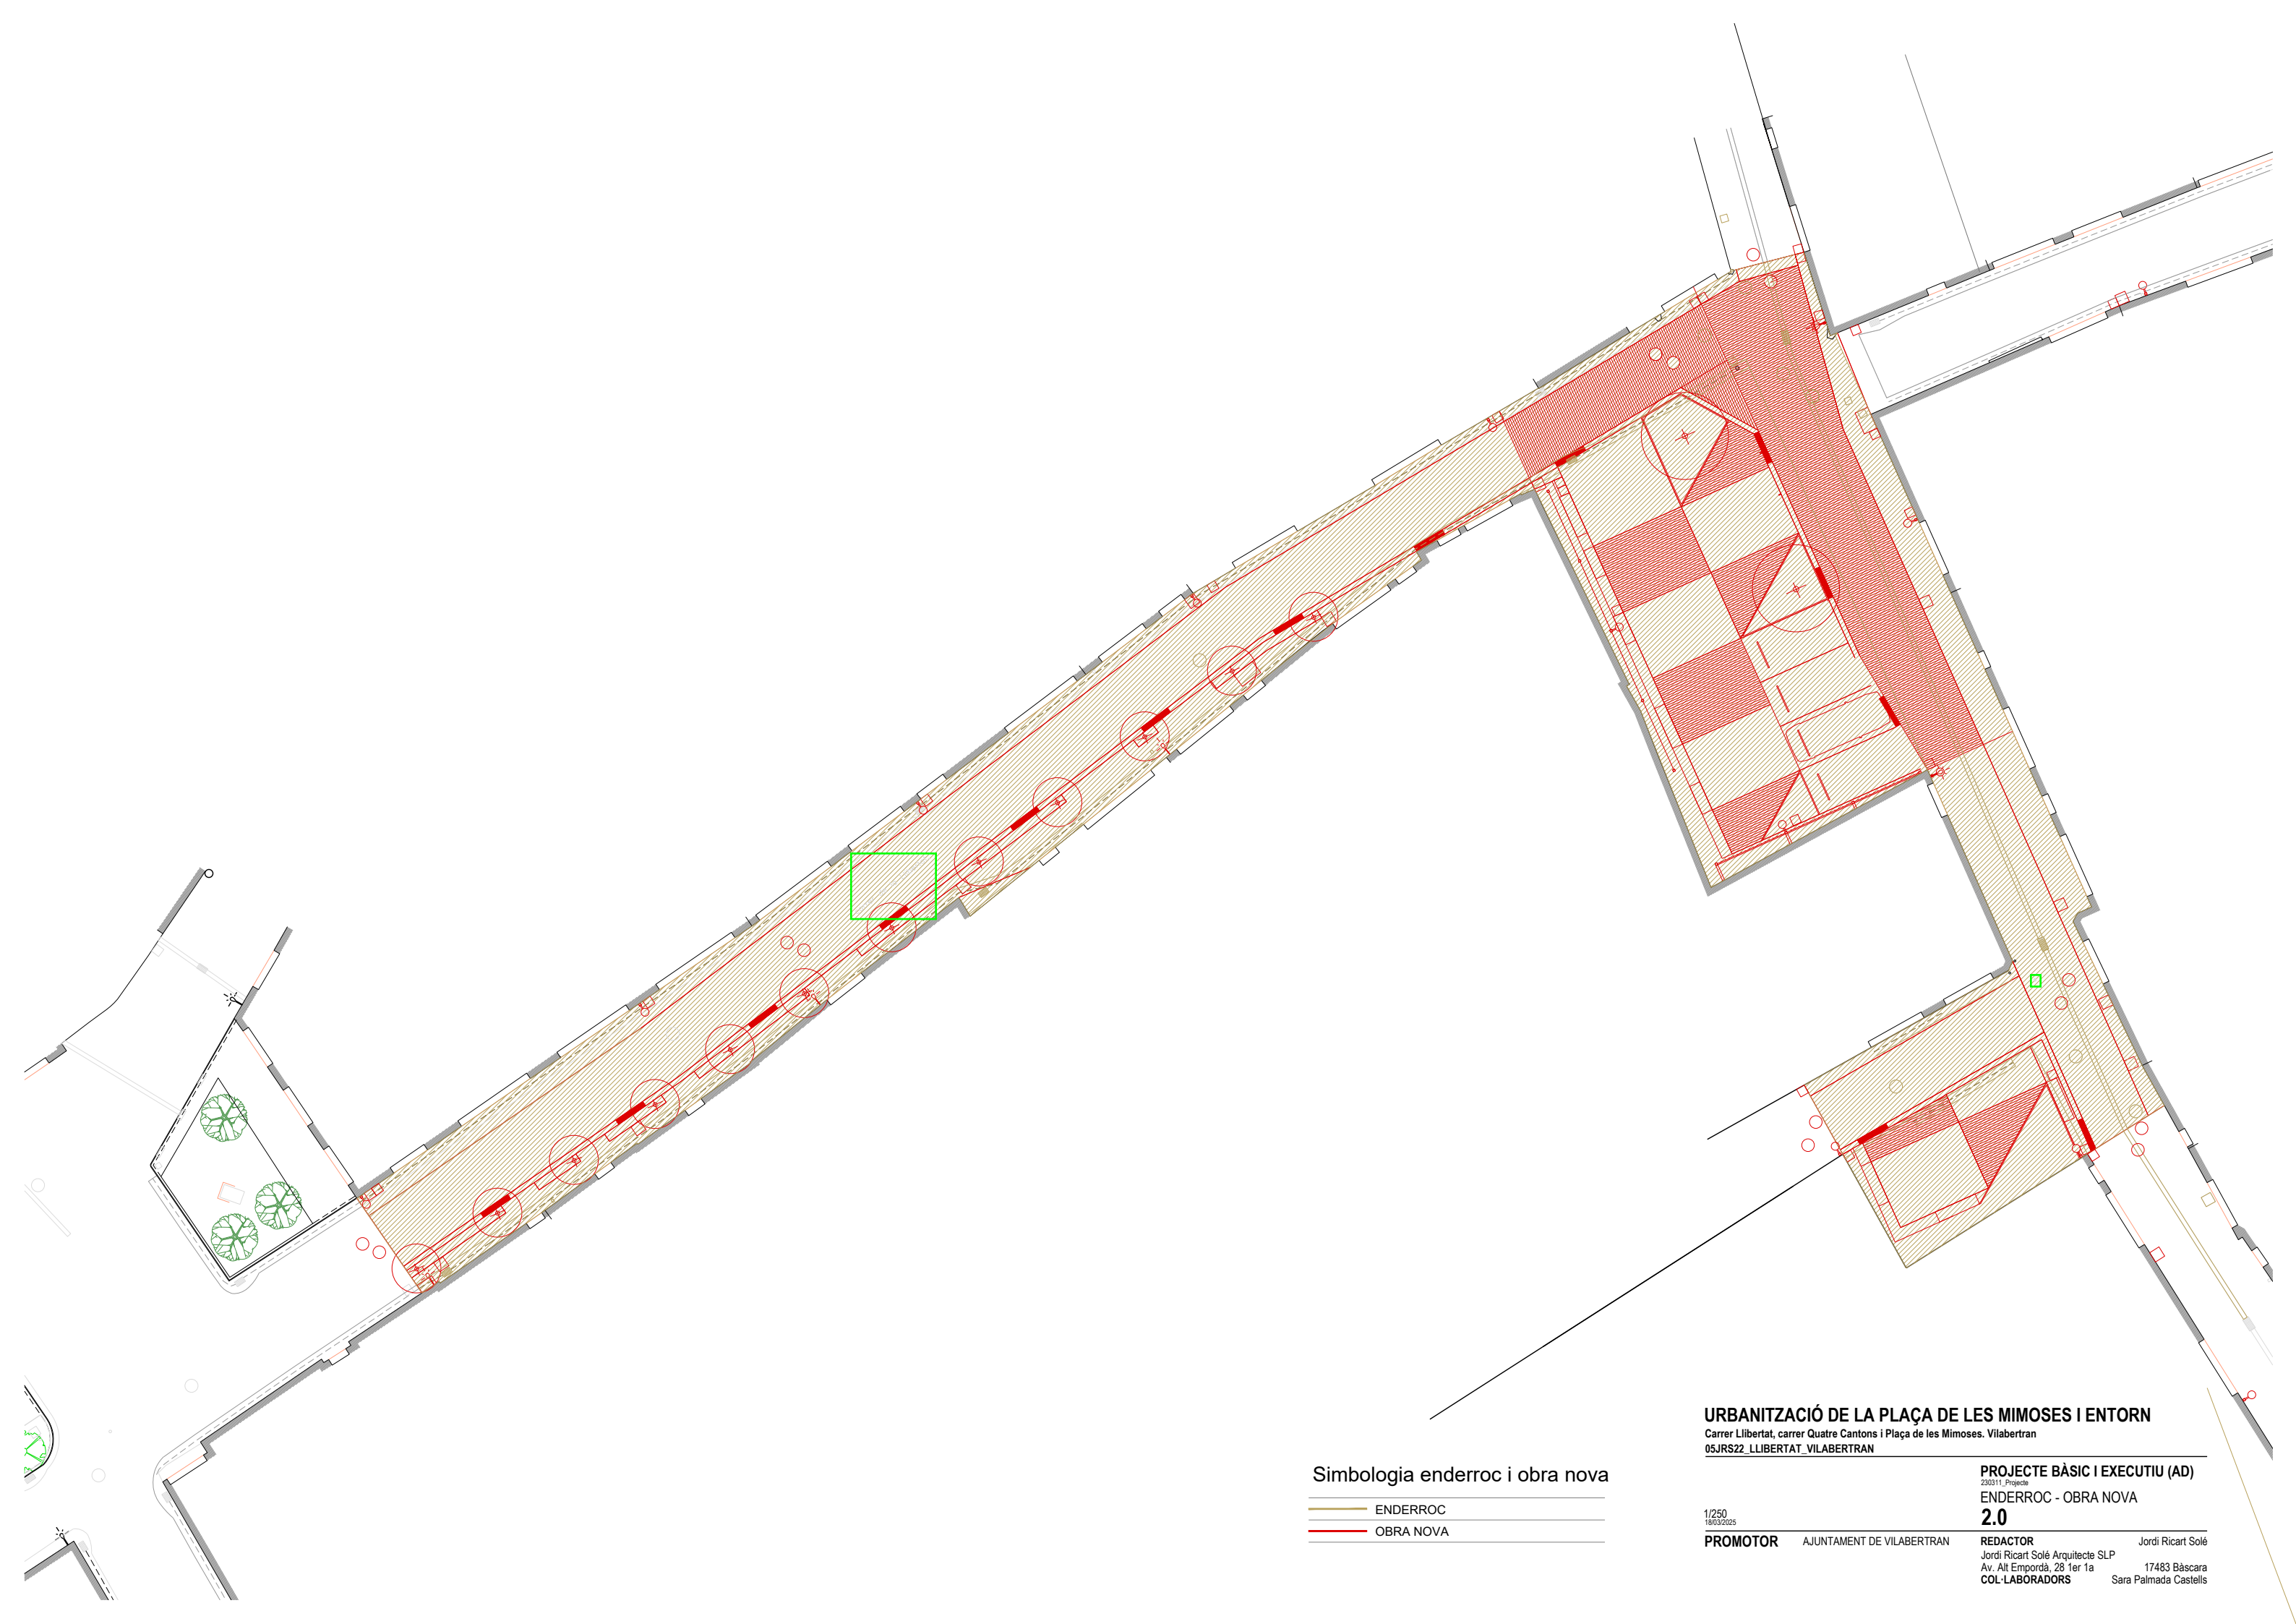 Simbologia enderroc i obra nova
ENDERROC
OBRA NOVA
URBANITZACIÓ DE LA PLAÇA DE LES MIMOSES I ENTORN
Carrer Llibertat, carrer Quatre Cantons i Plaça de les Mimoses. Vilabertran
05JRS22_LLIBERTAT_VILABERTRAN
PROJECTE BÀSIC I EXECUTIU (AD)
230311_Projecte
ENDERROC - OBRA NOVA
1/250
18/03/2025
2.0
PROMOTOR AJUNTAMENT DE VILABERTRAN
REDACTOR Jordi Ricart Solé
Jordi Ricart Solé Arquitecte SLP
Av. Alt Empordà, 28 1er 1a 17483 Bàscara
COL·LABORADORS Sara Palmada Castells